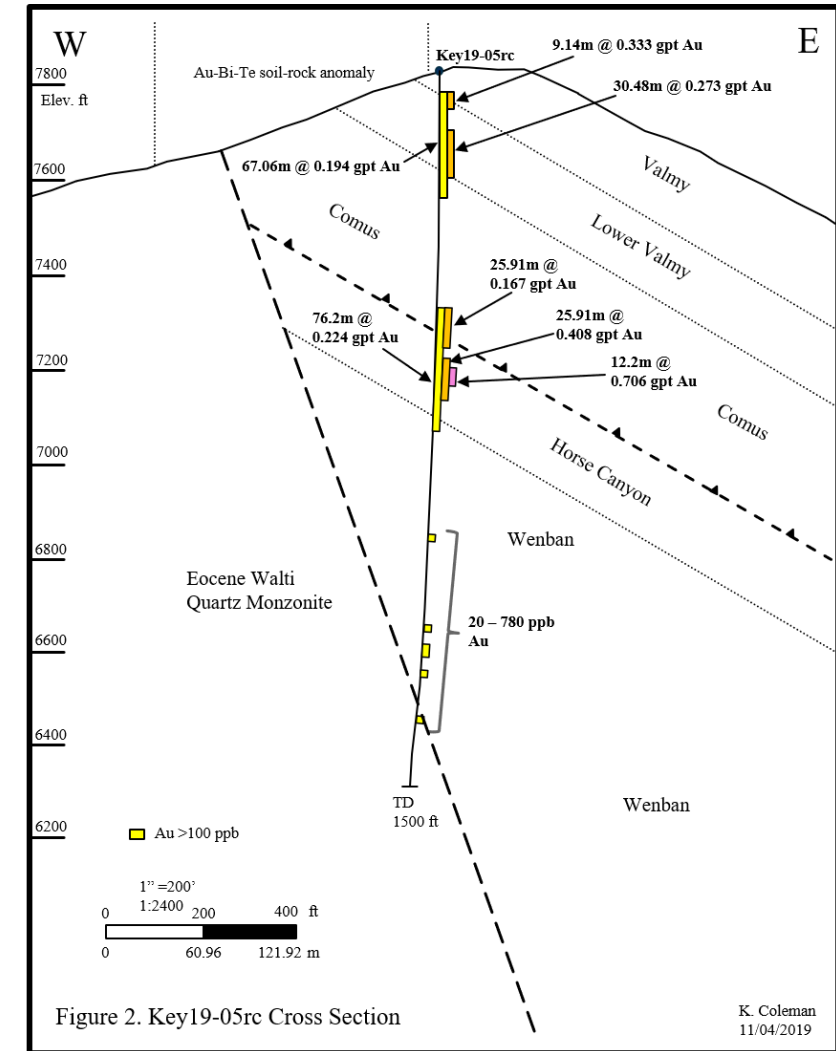 W
E
Key19-05rc
9.14m @ 0.333 gpt Au
Au-Bi-Te soil-rock anomaly
7800
Elev. ft
30.48m @ 0.273 gpt Au
67.06m @ 0.194 gpt Au
Valmy
7600
Comus
Lower Valmy
7400
25.91m @
0.167 gpt Au
76.2m @
0.224 gpt Au
25.91m @
0.408 gpt Au
12.2m @
0.706 gpt Au
7200
Comus
Horse Canyon
7000
Wenban
6800
Eocene Walti
Quartz Monzonite
20 – 780 ppb
Au
6600
6400
TD
1500 ft
Wenban
6200
Au >100 ppb
1” =200’
1:2400
0 200 400 ft
0 60.96 121.92 m
Figure 2. Key19-05rc Cross Section
K. Coleman
11/04/2019